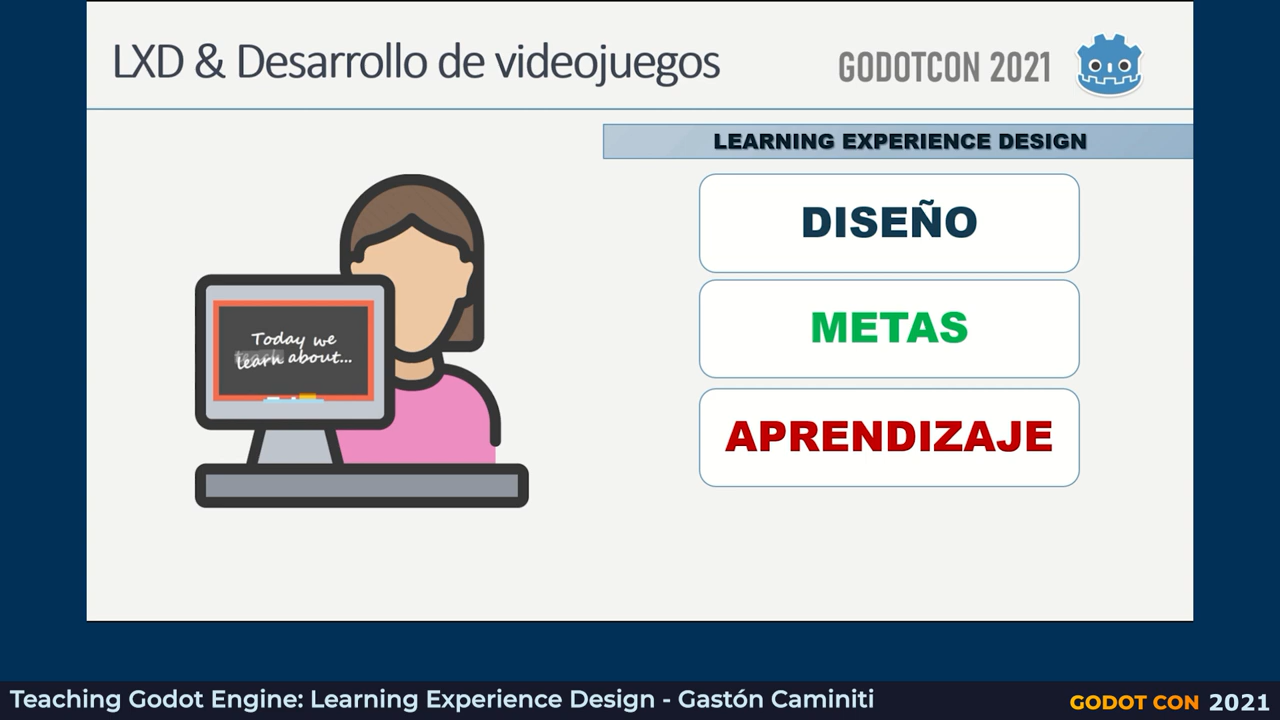 LXD & Desarrollo de videojuegos
GODOTCON 2021
LEARNING EXPERIENCE DESIGN
DISEÑO
METAS
APRENDIZAJE
Today we
learn about...
Teaching Godot Engine: Learning Experience Design - Gastón Caminiti
GODOT CON 2021